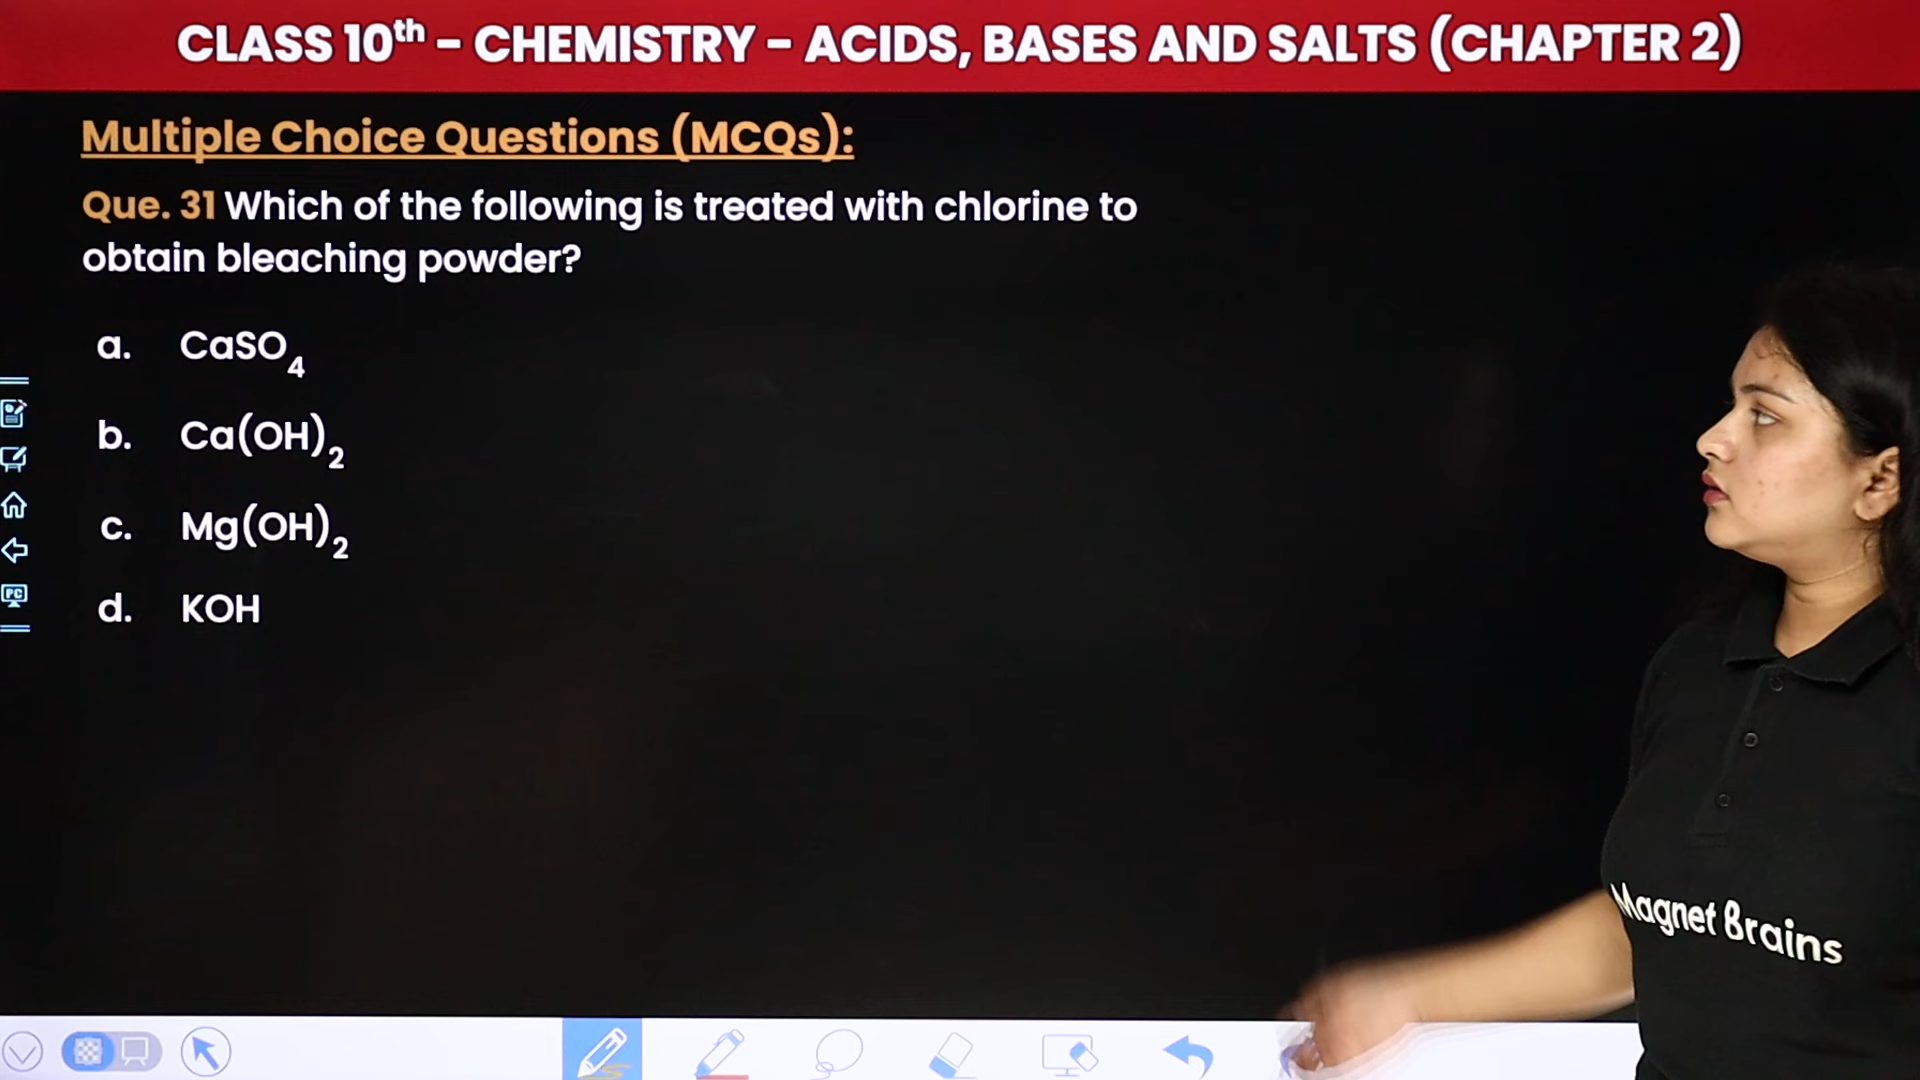 CLASS 10th - CHEMISTRY - ACIDS, BASES AND SALTS (CHAPTER 2)
Multiple Choice Questions (MCQs):
Que. 31 Which of the following is treated with chlorine to
obtain bleaching powder?
a. CaSO4
b. Ca(OH)2
c. Mg(OH)2
d. KOH
PC
Magnet Brains